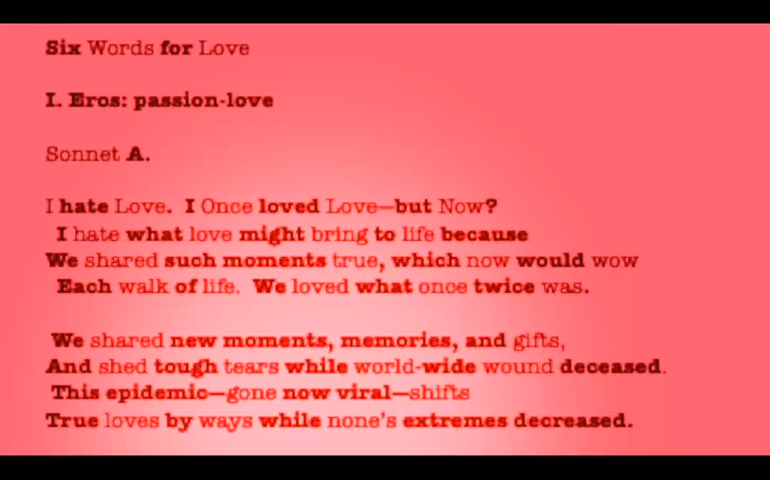 Six Words for Love
I. Eros: passion-love
Sonnet A.
I hate Love. I Once loved Love—but Now?
I hate what love might bring to life because
We shared such moments true, which now would wow
Each walk of life. We loved what once twice was.
We shared new moments, memories, and gifts,
And shed tough tears while world-wide wound deceased.
This epidemic—gone now viral—shifts
True loves by ways while none's extremes decreased.